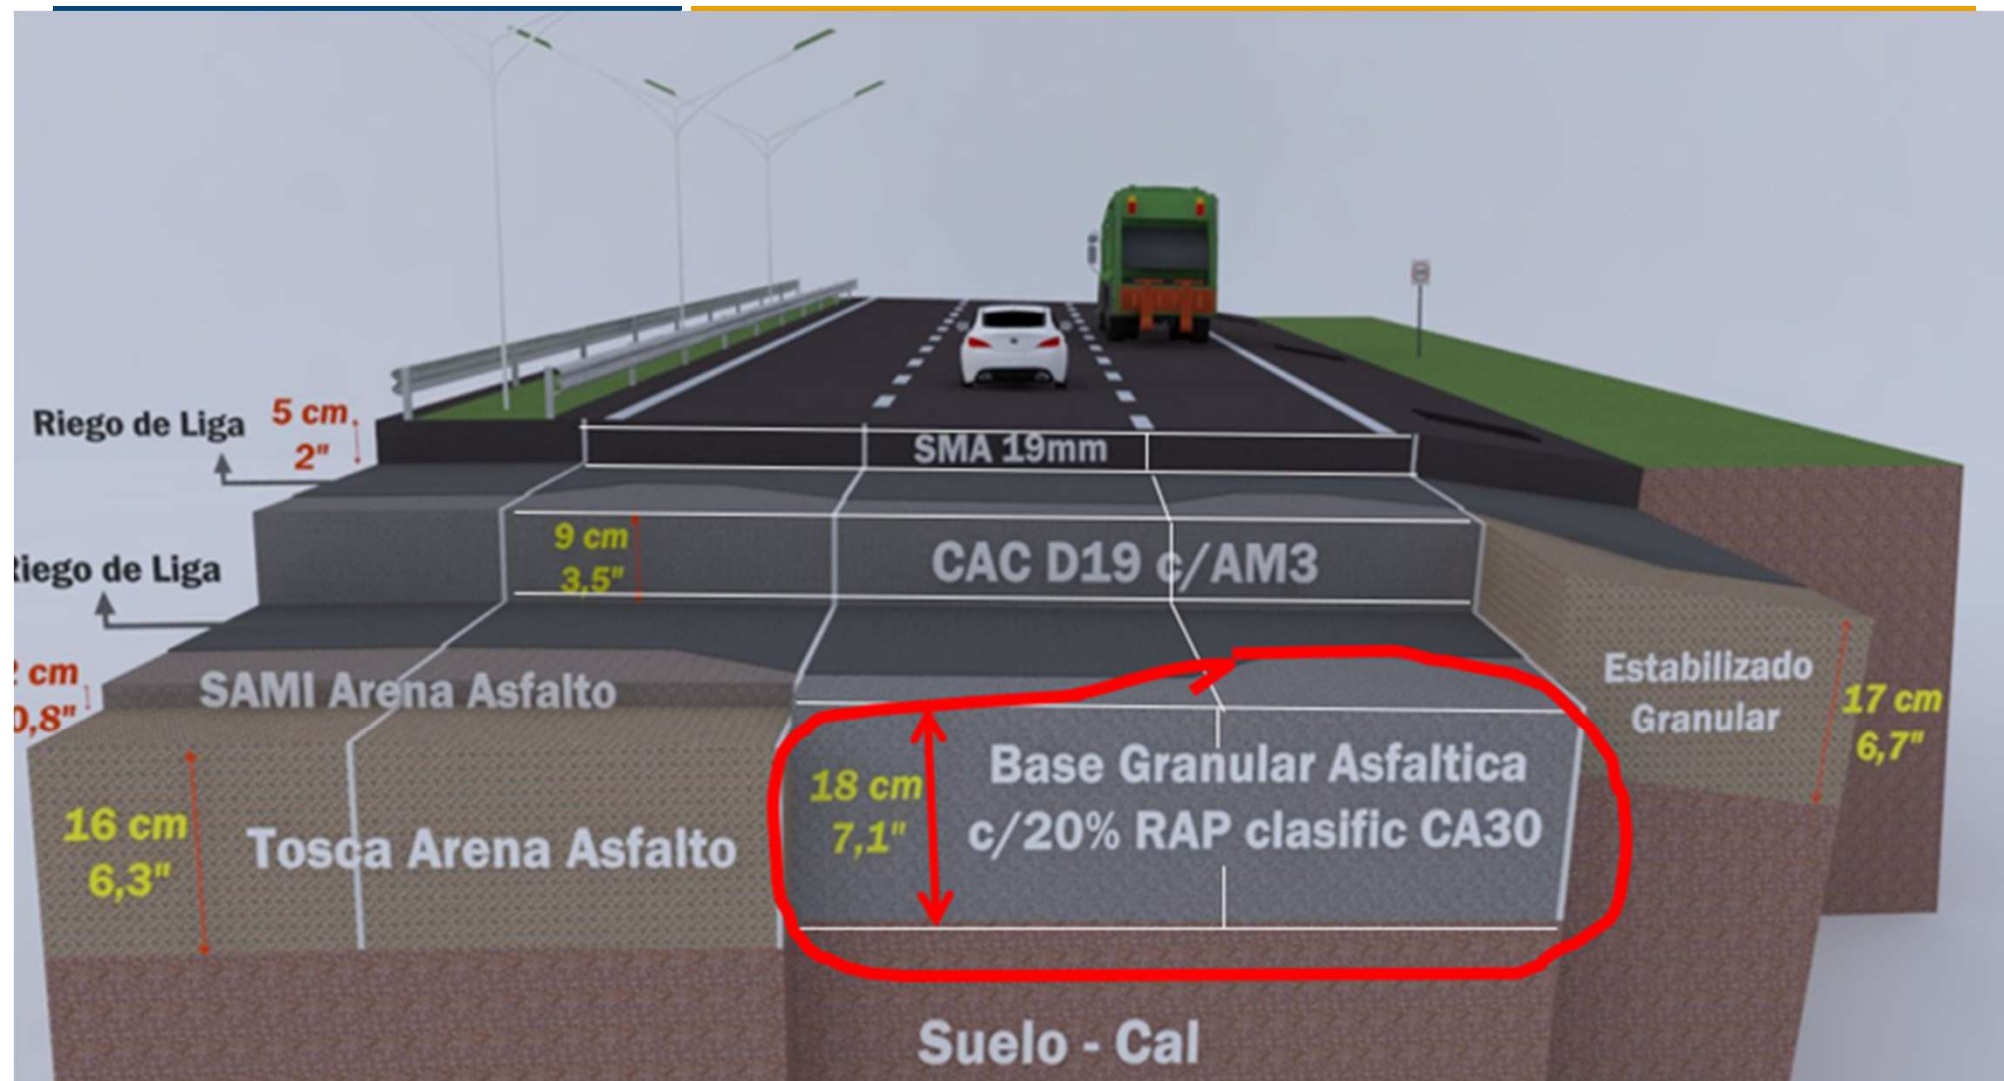 Riego de Liga
5 cm
2"
SMA 19mm
9 cm
3,5"
CAC D19 c/AM3
Riego de Liga
2 cm
0,8"
SAMI Arena Asfalto
Estabilizado
Granular
17 cm
6,7"
16 cm
6,3"
Tosca Arena Asfalto
18 cm
7,1"
Base Granular Asfaltica
c/20% RAP clasific CA30
Suelo - Cal